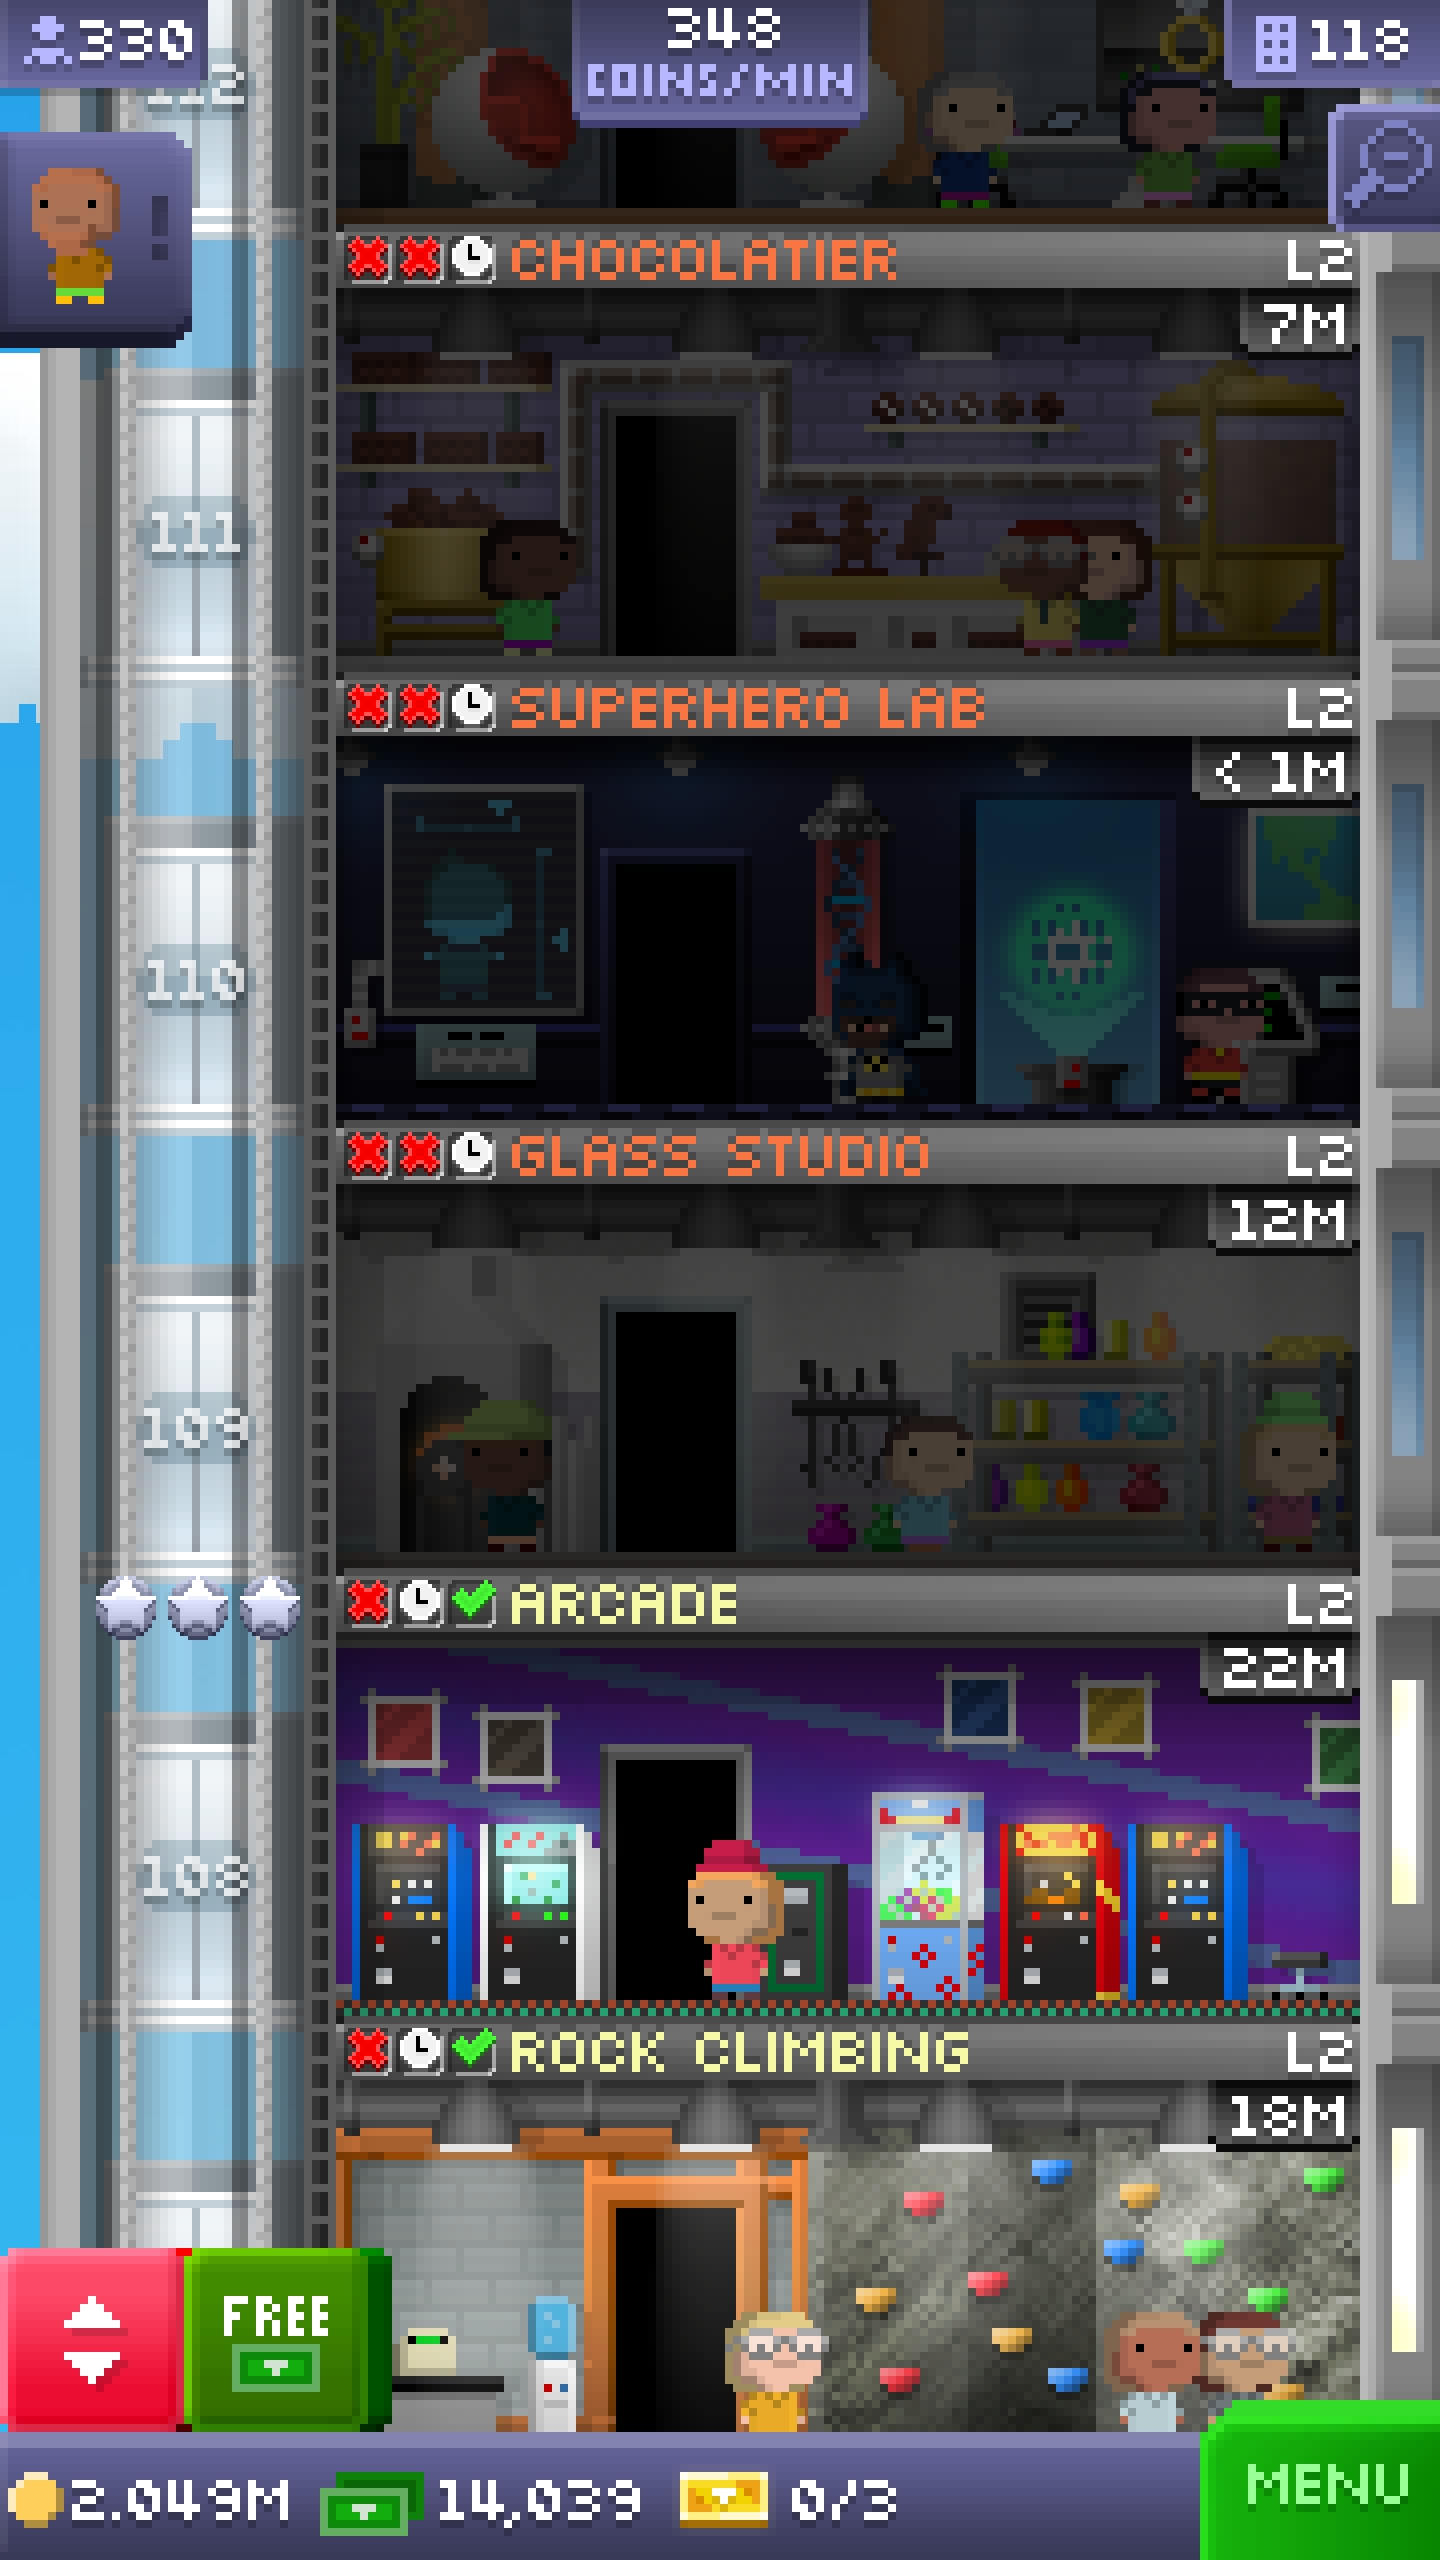 330
348
COINS/MIN
118
112
CHOCOLATIER L2
7M
111
SUPERHERO LAB L2
< 1M
110
GLASS STUDIO L2
12M
109
ARCADE L2
22M
108
ROCK CLIMBING L2
18M
FREE
2.049M 14,039 0/3
MENU